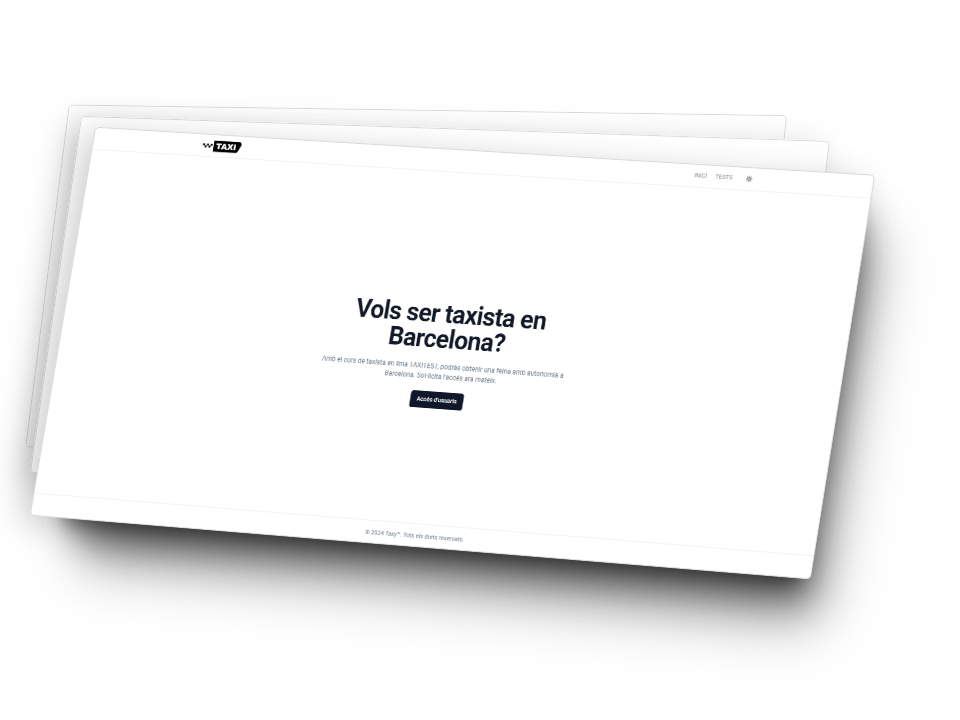 TAXI
INICI TESTS
Vols ser taxista en
Barcelona?
Amb el curs de taxista en línia TAXITEST, podràs obtenir una feina amb autonomia a
Barcelona. Sol·licita l'accés ara mateix.
Accés d'usuaris
© 2024 Taxy™. Tots els drets reservats.